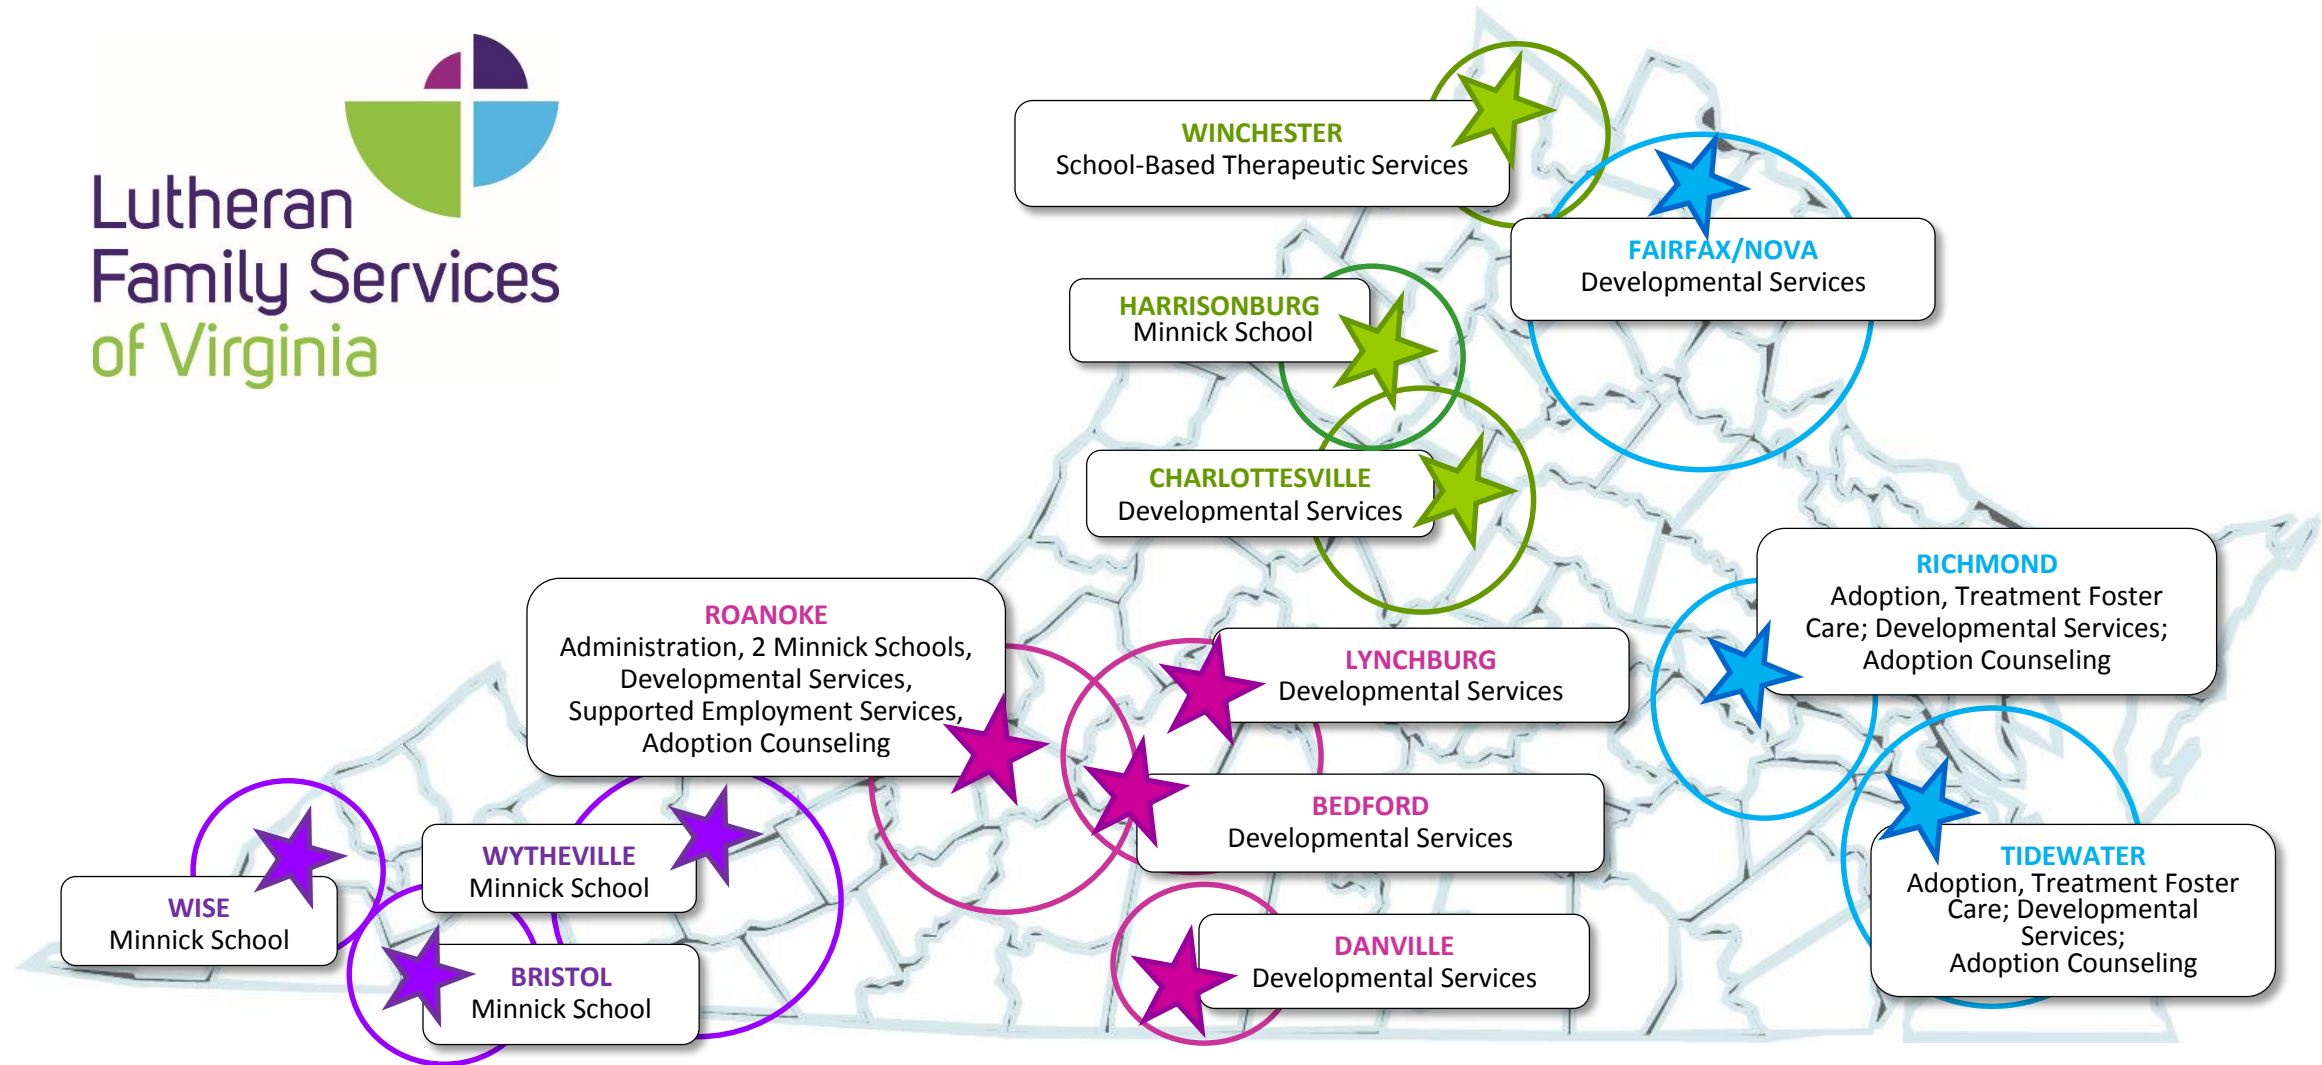 Lutheran
Family Services
of Virginia
WINCHESTER
School-Based Therapeutic Services
FAIRFAX/NOVA
Developmental Services
HARRISONBURG
Minnick School
CHARLOTTESVILLE
Developmental Services
RICHMOND
Adoption, Treatment Foster
Care; Developmental Services;
Adoption Counseling
ROANOKE
Administration, 2 Minnick Schools,
Developmental Services,
Supported Employment Services,
Adoption Counseling
LYNCHBURG
Developmental Services
BEDFORD
Developmental Services
WYTHEVILLE
Minnick School
TIDEWATER
Adoption, Treatment Foster
Care; Developmental
Services;
Adoption Counseling
WISE
Minnick School
BRISTOL
Minnick School
DANVILLE
Developmental Services